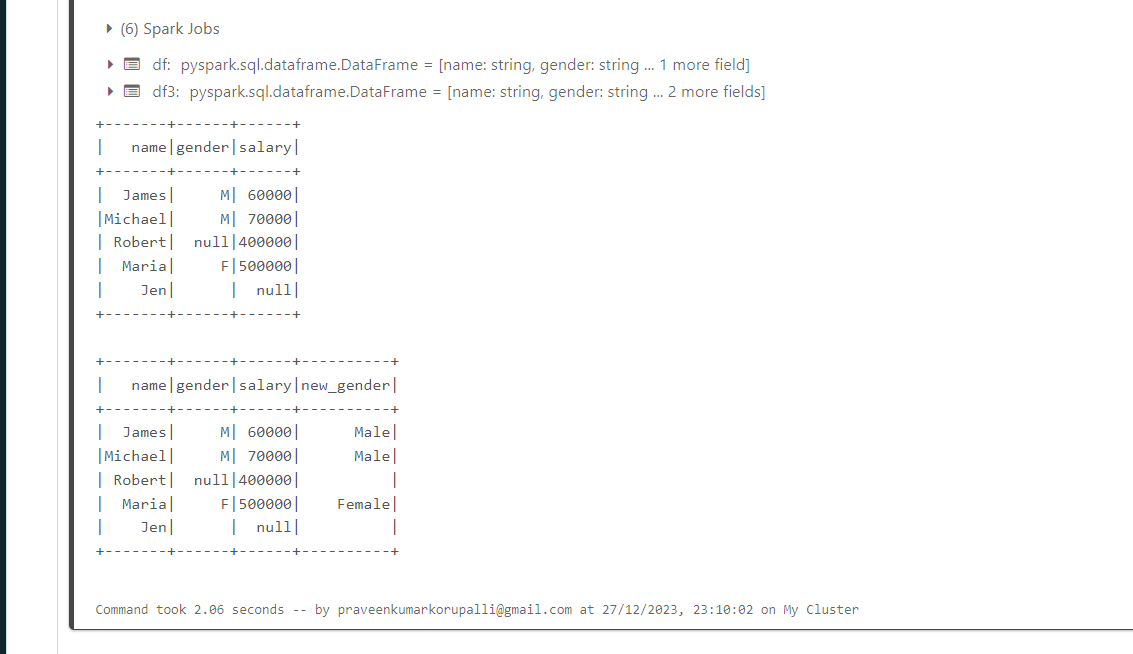 (6) Spark Jobs
df: pyspark.sql.dataframe.DataFrame = [name: string, gender: string ... 1 more field]
df3: pyspark.sql.dataframe.DataFrame = [name: string, gender: string ... 2 more fields]
+-------+------+------+
|   name|gender|salary|
+-------+------+------+
|  James|     M| 60000|
|Michael|     M| 70000|
| Robert|  null|400000|
|  Maria|     F|500000|
|    Jen|      |  null|
+-------+------+------+
+-------+------+------+----------+
|   name|gender|salary|new_gender|
+-------+------+------+----------+
|  James|     M| 60000|      Male|
|Michael|     M| 70000|      Male|
| Robert|  null|400000|          |
|  Maria|     F|500000|    Female|
|    Jen|      |  null|          |
+-------+------+------+----------+
Command took 2.06 seconds -- by praveenkumarkorupalli@gmail.com at 27/12/2023, 23:10:02 on My Cluster